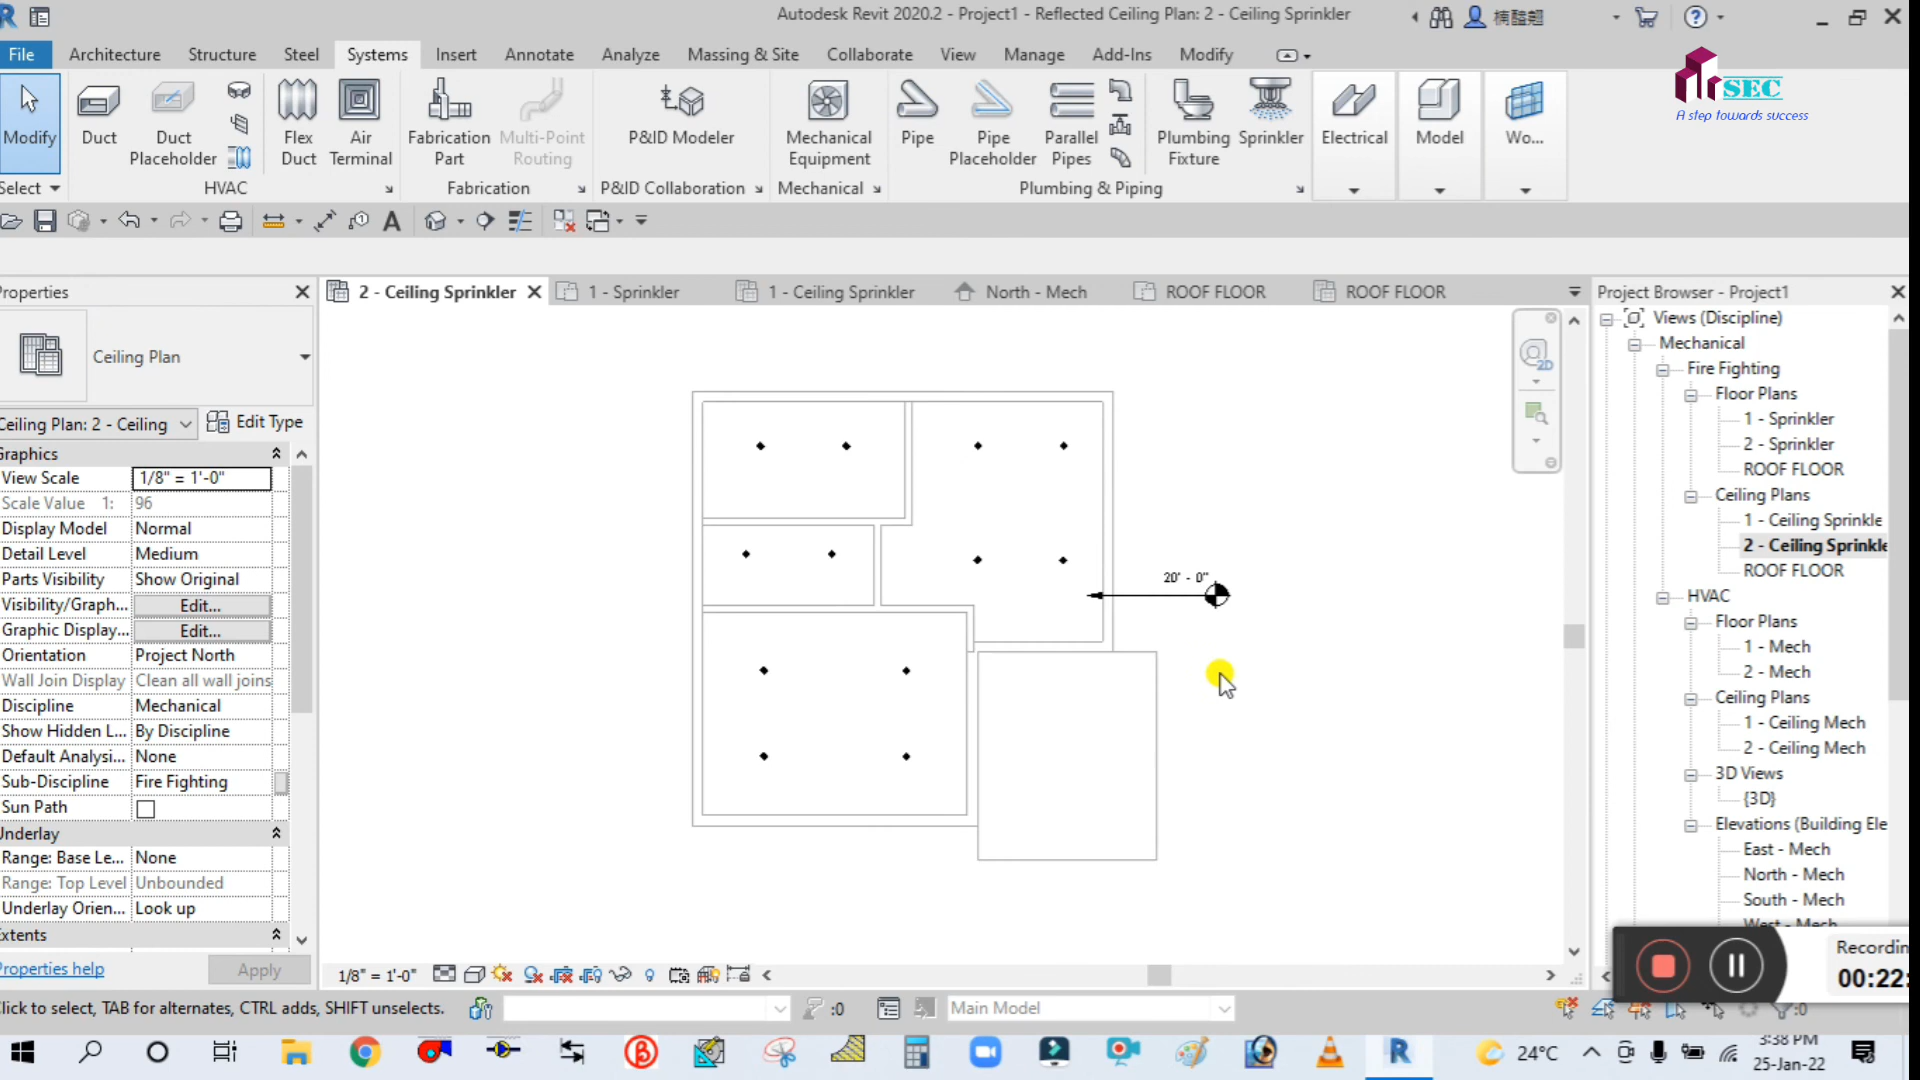 Autodesk Revit 2020.2 - Project1 - Reflected Ceiling Plan: 2 - Ceiling Sprinkler
File Architecture Structure Steel Systems Insert Annotate Analyze Massing & Site Collaborate View Manage Add-Ins Modify
SEC
A step towards success
Modify Duct Duct Placeholder Flex Duct Air Terminal Fabrication Part Multi-Point Routing P&ID Modeler Mechanical Equipment Pipe Pipe Placeholder Parallel Pipes Plumbing Fixture Sprinkler Electrical Model Wo...
Select HVAC Fabrication P&ID Collaboration Mechanical Plumbing & Piping
Properties
2 - Ceiling Sprinkler 1 - Sprinkler 1 - Ceiling Sprinkler North - Mech ROOF FLOOR ROOF FLOOR
Project Browser - Project1
Ceiling Plan
Ceiling Plan: 2 - Ceiling Edit Type
Graphics
View Scale 1/8" = 1'-0"
Scale Value 1: 96
Display Model Normal
Detail Level Medium
Parts Visibility Show Original
Visibility/Graph... Edit...
Graphic Display... Edit...
Orientation Project North
Wall Join Display Clean all wall joins
Discipline Mechanical
Show Hidden L... By Discipline
Default Analysi... None
Sub-Discipline Fire Fighting
Sun Path
Underlay
Range: Base Le... None
Range: Top Level Unbounded
Underlay Orien... Look up
Extents
Properties help Apply
20' - 0"
2D
Views (Discipline)
Mechanical
Fire Fighting
Floor Plans
1 - Sprinkler
2 - Sprinkler
ROOF FLOOR
Ceiling Plans
1 - Ceiling Sprinkle
2 - Ceiling Sprinkle
ROOF FLOOR
HVAC
Floor Plans
1 - Mech
2 - Mech
Ceiling Plans
1 - Ceiling Mech
2 - Ceiling Mech
3D Views
{3D}
Elevations (Building Ele
East - Mech
North - Mech
South - Mech
West - Mech
Recordin
00:22:
1/8" = 1'-0"
Click to select, TAB for alternates, CTRL adds, SHIFT unselects. :0 Main Model :0
24°C
3:38 PM
25-Jan-22